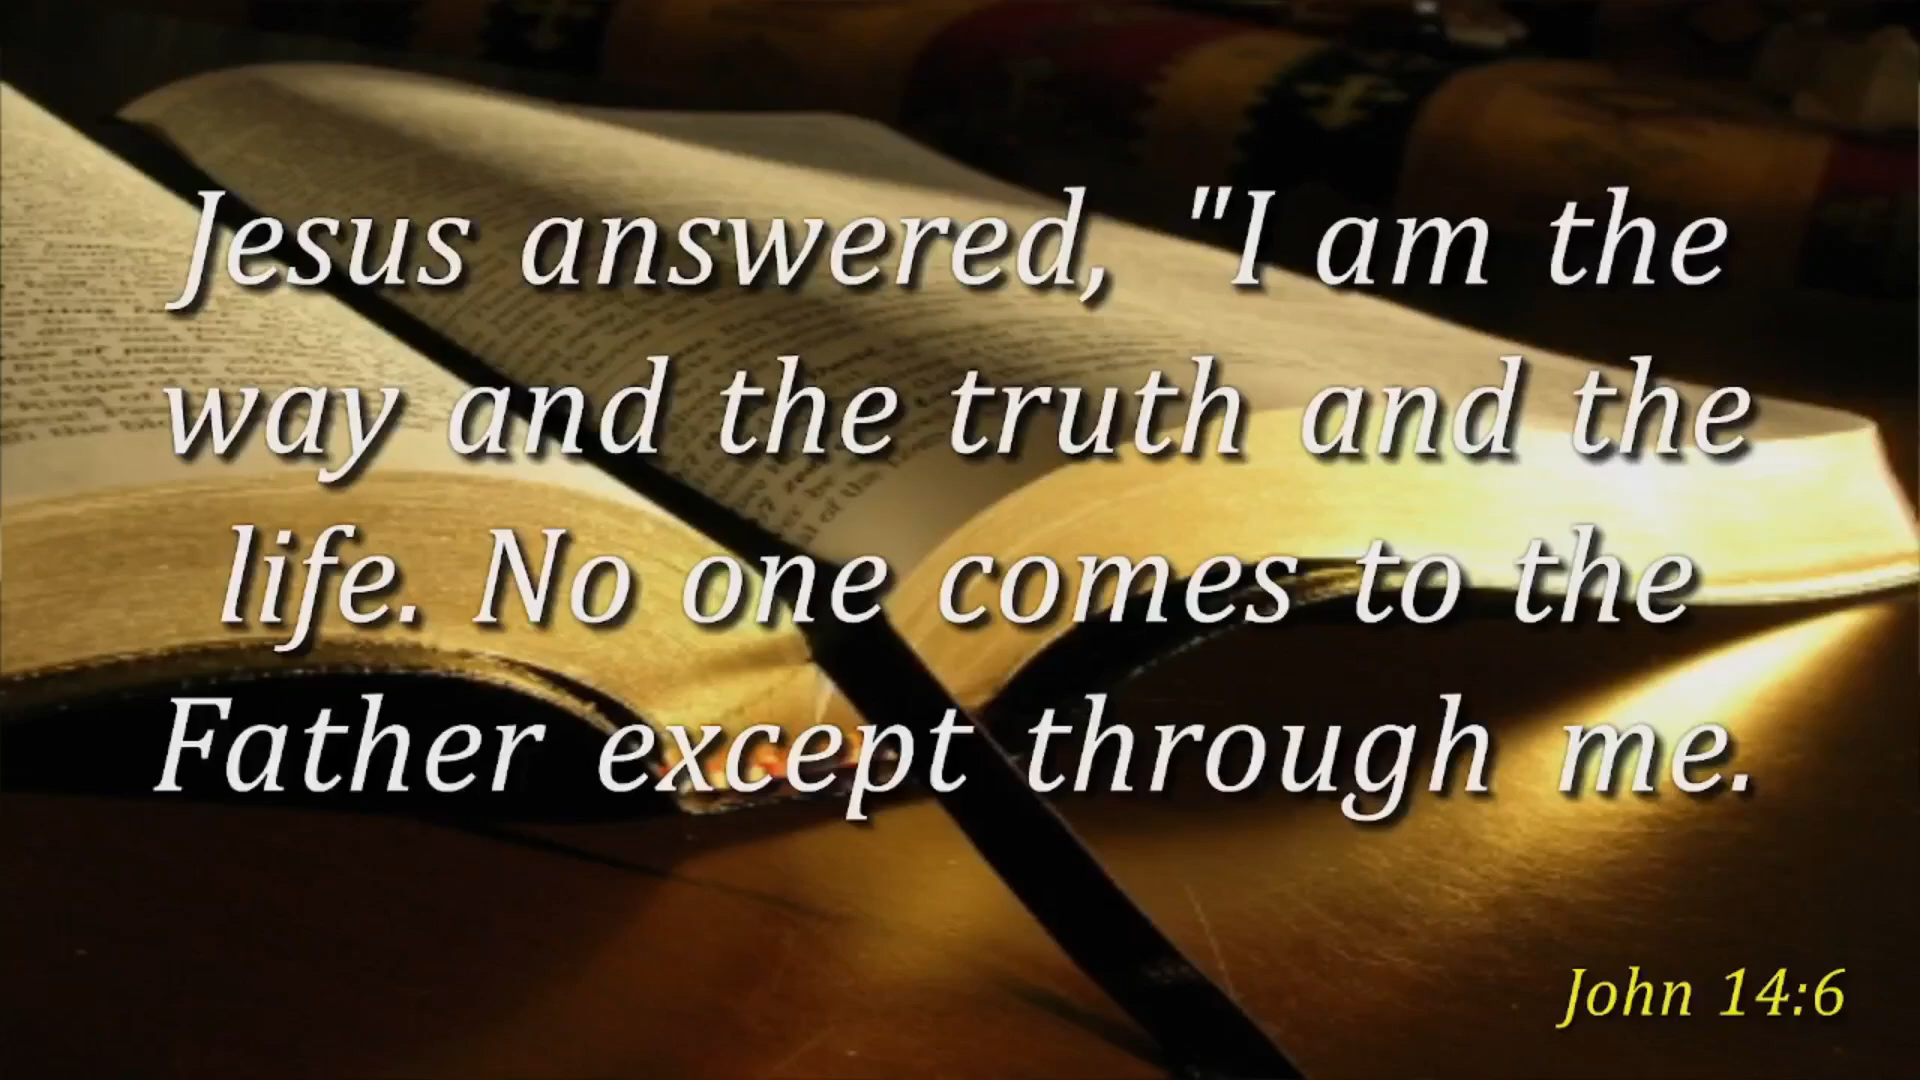 Jesus answered, "I am the
way and the truth and the
life. No one comes to the
Father except through me.
John 14:6